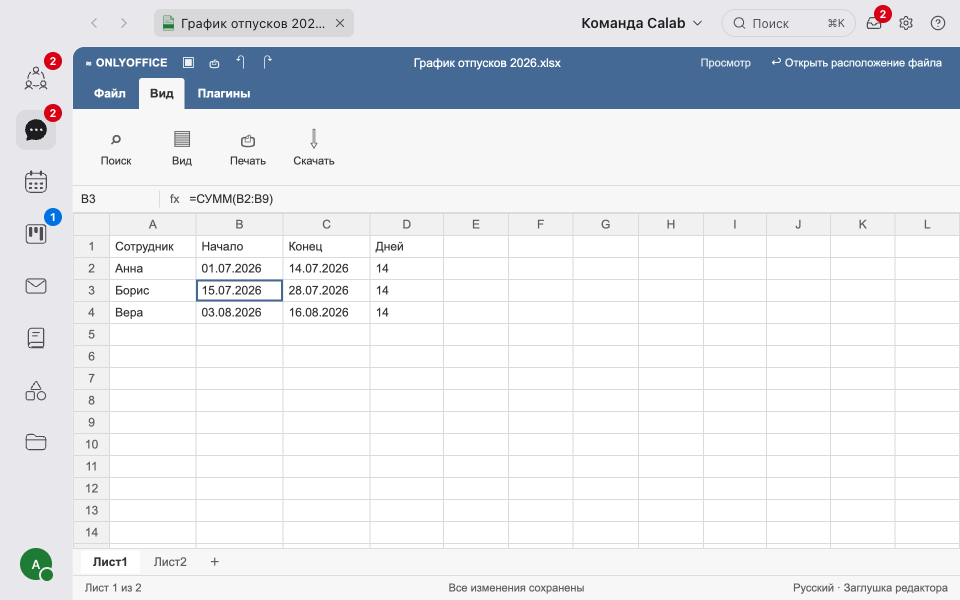 График отпусков 202...
Команда Calab
Поиск
⌘K
2
2
2
1
ONLYOFFICE
График отпусков 2026.xlsx
Просмотр
Открыть расположение файла
Файл
Вид
Плагины
Поиск
Вид
Печать
Скачать
B3
fx
=СУММ(B2:B9)
A B C D E F G H I J K L
1 Сотрудник Начало Конец Дней
2 Анна 01.07.2026 14.07.2026 14
3 Борис 15.07.2026 28.07.2026 14
4 Вера 03.08.2026 16.08.2026 14
5
6
7
8
9
10
11
12
13
14
A
Лист1
Лист2
+
Лист 1 из 2
Все изменения сохранены
Русский · Заглушка редактора